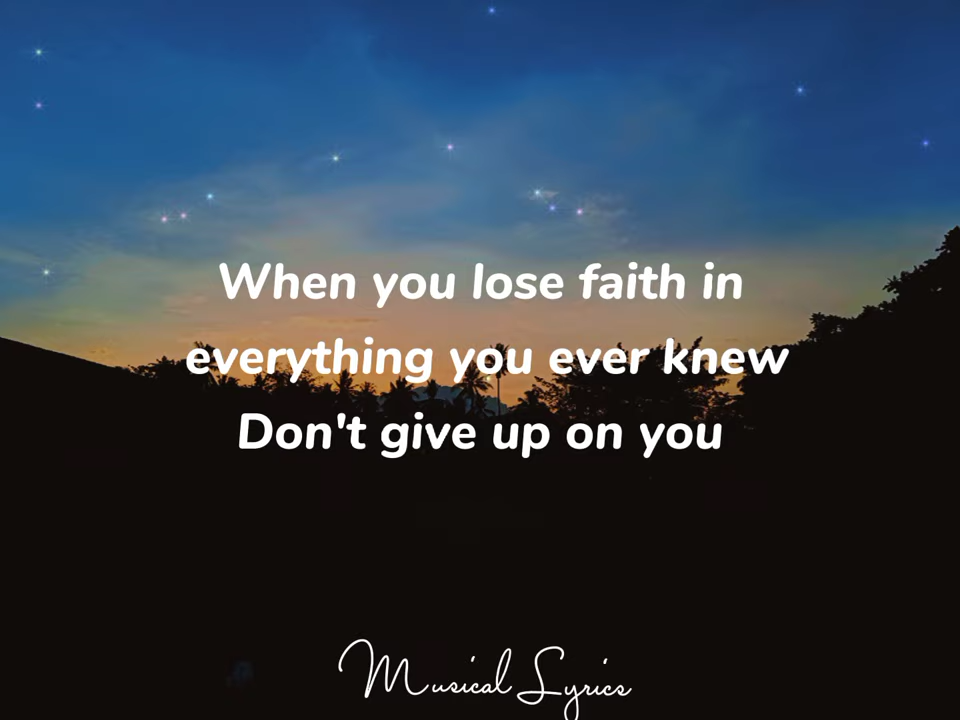 When you lose faith in
everything you ever knew
Don't give up on you
Musical Lyrics